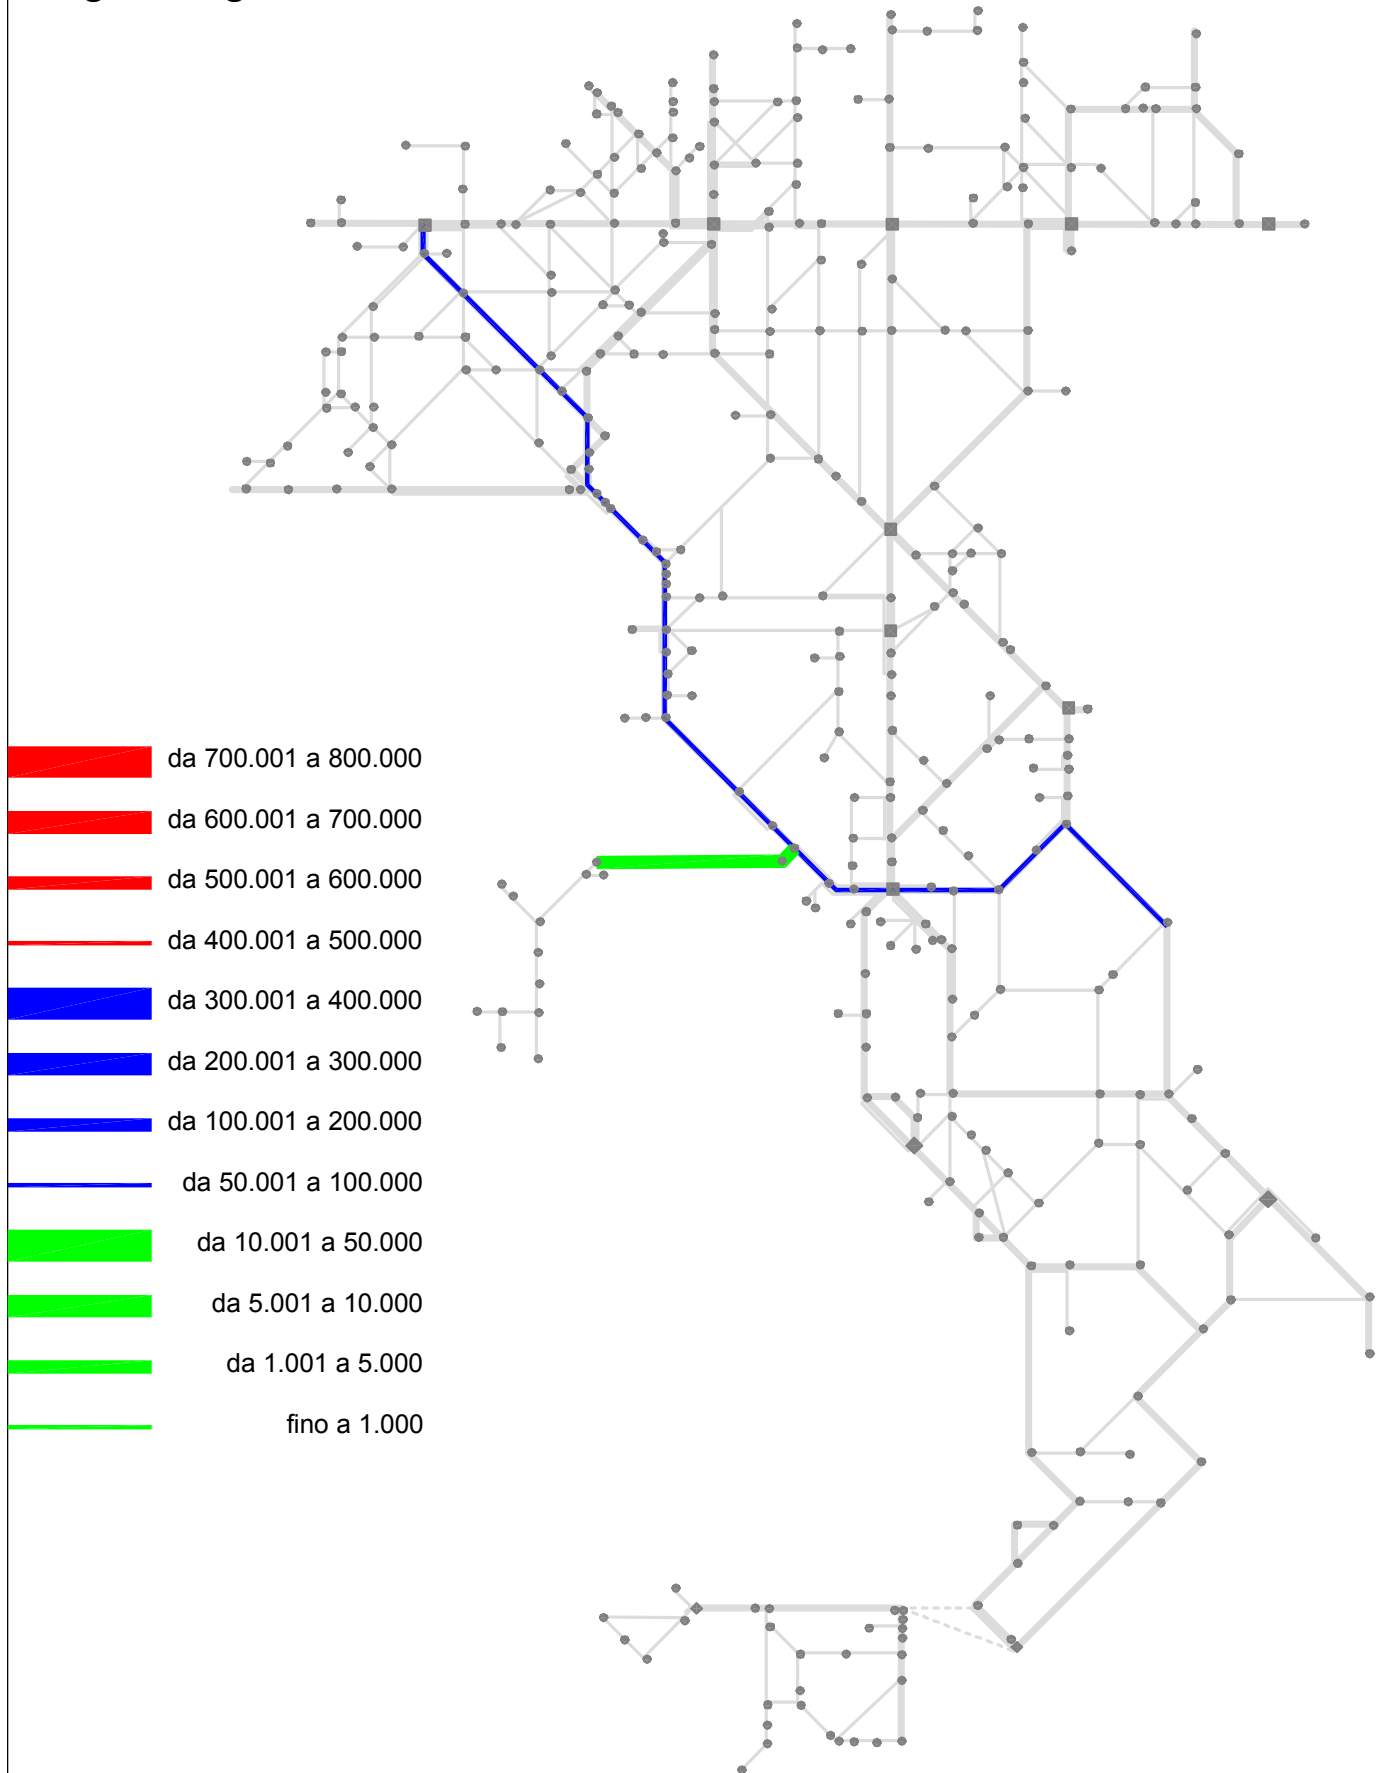 da 700.001 a 800.000
da 600.001 a 700.000
da 500.001 a 600.000
da 400.001 a 500.000
da 300.001 a 400.000
da 200.001 a 300.000
da 100.001 a 200.000
da 50.001 a 100.000
da 10.001 a 50.000
da 5.001 a 10.000
da 1.001 a 5.000
fino a 1.000